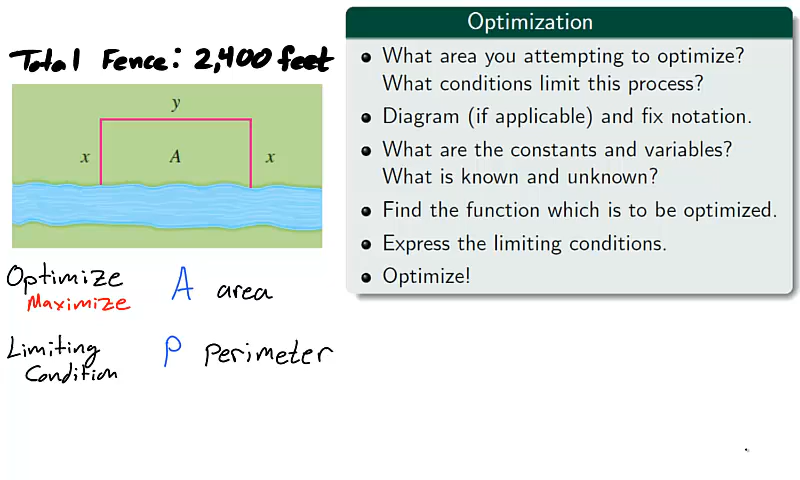 Total Fence: 2,400 feet
y
x
A
x
Optimize A area
Maximize
Limiting P perimeter
Condition
Optimization
What area you attempting to optimize?
What conditions limit this process?
Diagram (if applicable) and fix notation.
What are the constants and variables?
What is known and unknown?
Find the function which is to be optimized.
Express the limiting conditions.
Optimize!